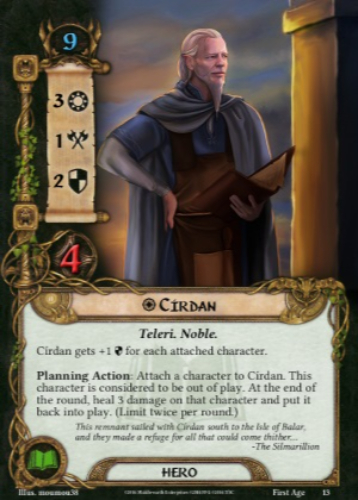 9
3
1
2
4
Círdan
Teleri. Noble.
Círdan gets +1 for each attached character.
Planning Action: Attach a character to Círdan. This
character is considered to be out of play. At the end
of the round, heal 3 damage on that character and put it
back into play. (Limit twice per round.)
This remnant sailed with Círdan south to the Isle of Balar,
and they made a refuge for all that could come thither...
-The Silmarillion
HERO
Illus. moumou38
First Age
13